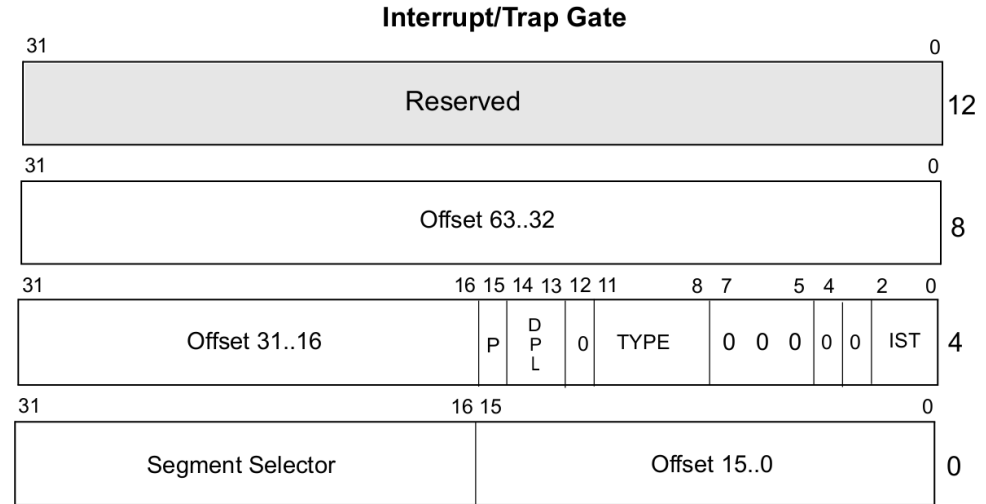 Interrupt/Trap Gate
31 0
Reserved 12
31 0
Offset 63..32 8
31 16 15 14 13 12 11 8 7 5 4 2 0
Offset 31..16 P DPL 0 TYPE 0 0 0 0 0 IST 4
31 16 15 0
Segment Selector Offset 15..0 0